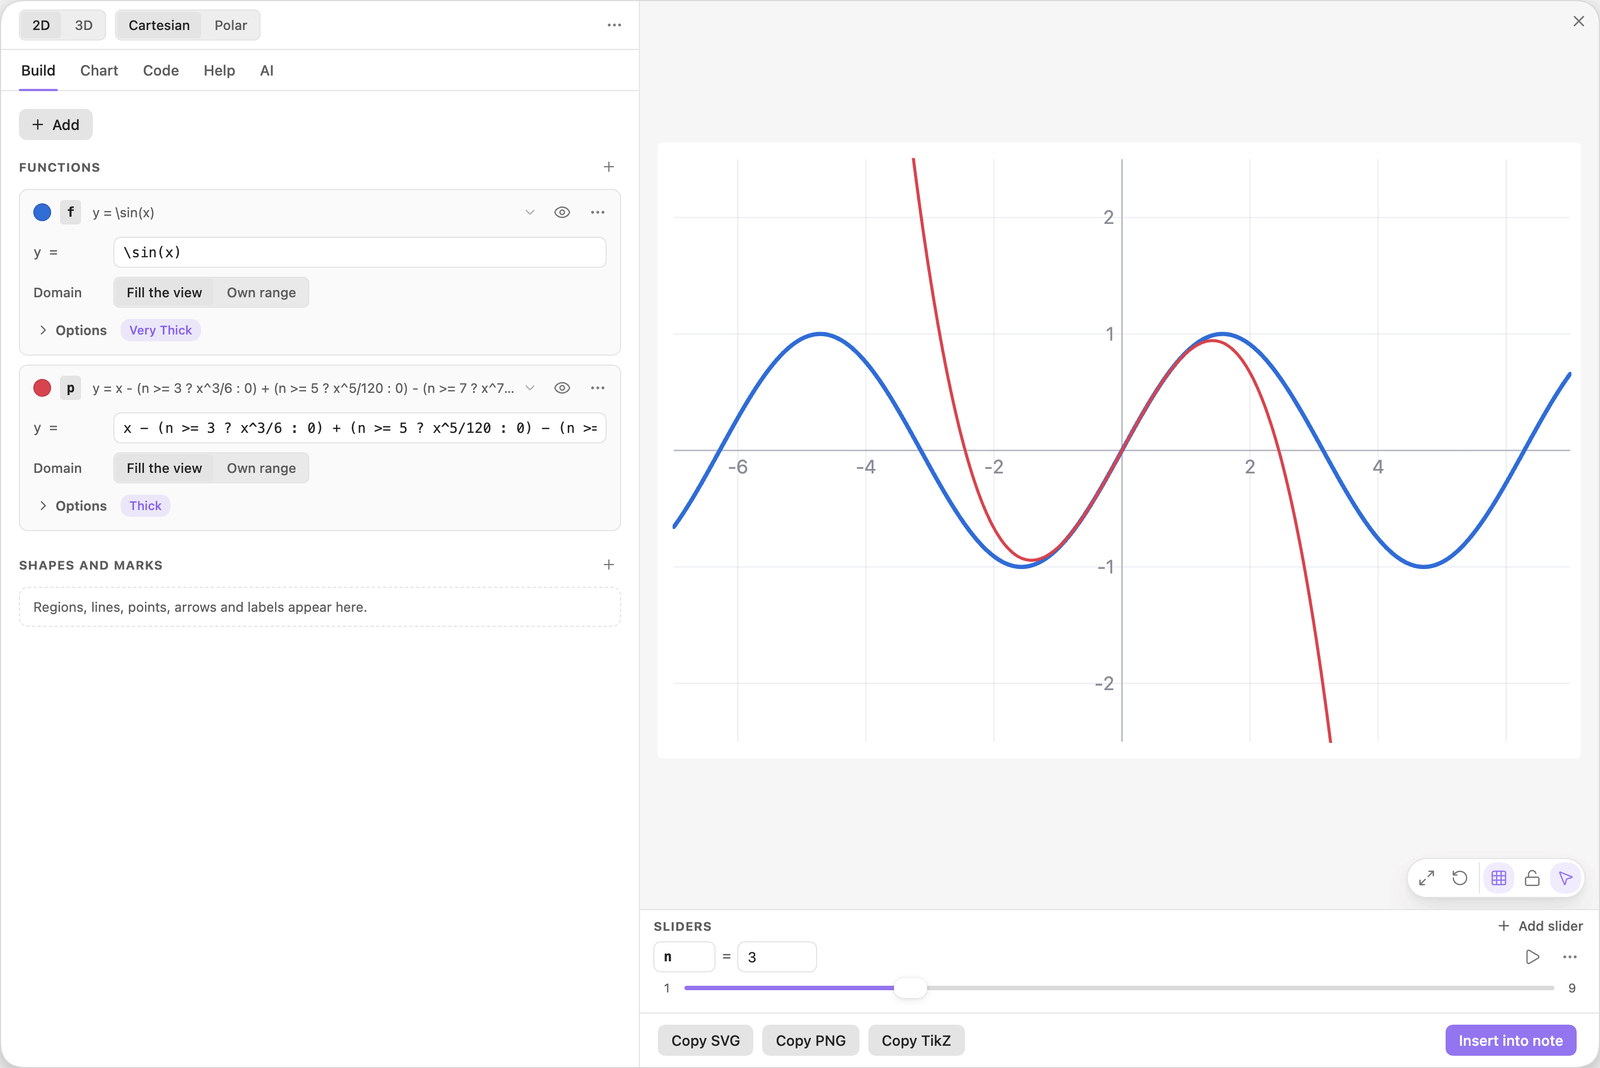 2D 3D Cartesian Polar
Build Chart Code Help AI
+ Add
FUNCTIONS
f y = \sin(x)
y = \sin(x)
Domain Fill the view Own range
Options Very Thick
p y = x - (n >= 3 ? x^3/6 : 0) + (n >= 5 ? x^5/120 : 0) - (n >= 7 ? x^7...
y = x - (n >= 3 ? x^3/6 : 0) + (n >= 5 ? x^5/120 : 0) - (n >=
Domain Fill the view Own range
Options Thick
SHAPES AND MARKS
Regions, lines, points, arrows and labels appear here.
2
1
-6 -4 -2 2 4
-1
-2
SLIDERS + Add slider
n = 3
1 9
Copy SVG Copy PNG Copy TikZ Insert into note